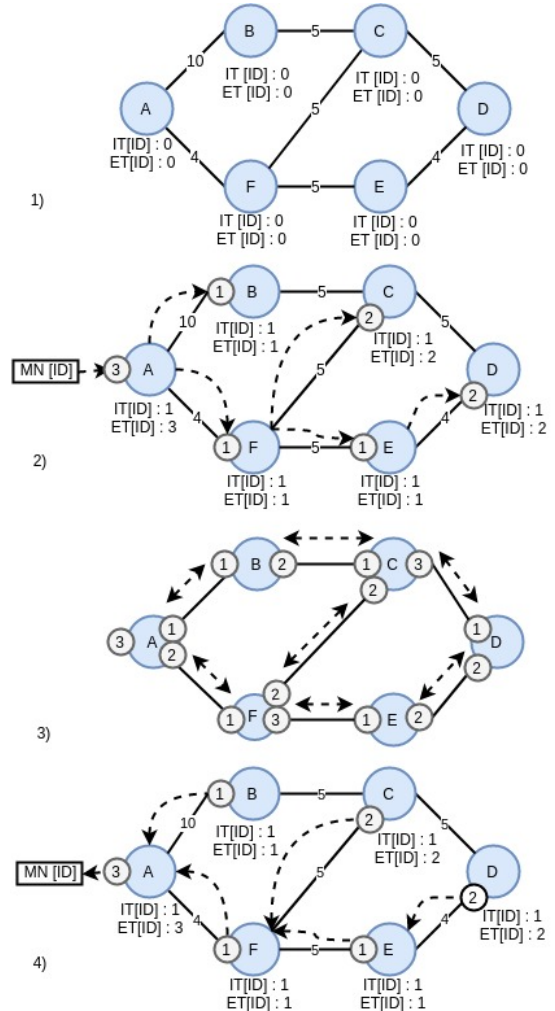 B
5
C
10
5
IT [ID] : 0
ET [ID] : 0
IT [ID] : 0
ET [ID] : 0
A
5
D
IT[ID] : 0
ET[ID] : 0
IT [ID] : 0
ET [ID] : 0
4
4
F
5
E
1)
IT [ID] : 0
ET [ID] : 0
IT [ID] : 0
ET [ID] : 0
1
B
5
C
10
2
5
IT[ID] : 1
ET[ID] : 1
IT[ID] : 1
ET[ID] : 2
MN [ID]
3
A
5
D
2
IT[ID] : 1
ET[ID] : 3
IT[ID] : 1
ET[ID] : 2
4
4
1
F
5
1
E
2)
IT[ID] : 1
ET[ID] : 1
IT[ID] : 1
ET[ID] : 1
1
B
2
1
C
3
2
3
A
1
2
1
D
2
1
F
2
3
1
E
2
3)
1
B
5
C
10
2
5
IT[ID] : 1
ET[ID] : 1
IT[ID] : 1
ET[ID] : 2
MN [ID]
3
A
5
D
2
IT[ID] : 1
ET[ID] : 3
IT[ID] : 1
ET[ID] : 2
4
4
1
F
5
1
E
4)
IT[ID] : 1
ET[ID] : 1
IT[ID] : 1
ET[ID] : 1